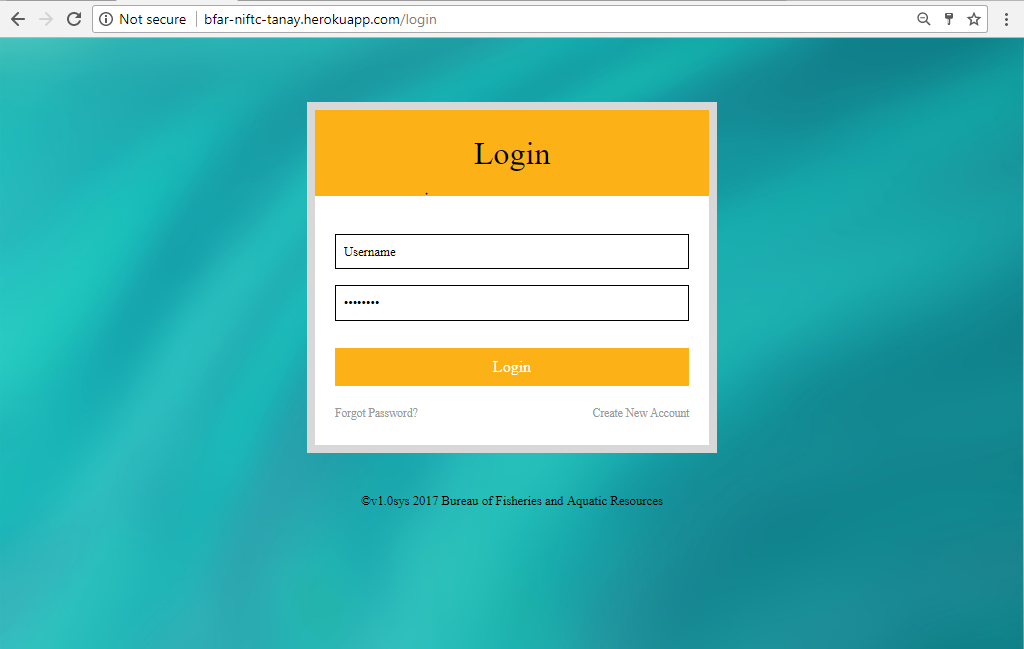 Not secure | bfar-niftc-tanay.herokuapp.com/login
Login
Username
••••••••
Login
Forgot Password? Create New Account
©v1.0sys 2017 Bureau of Fisheries and Aquatic Resources